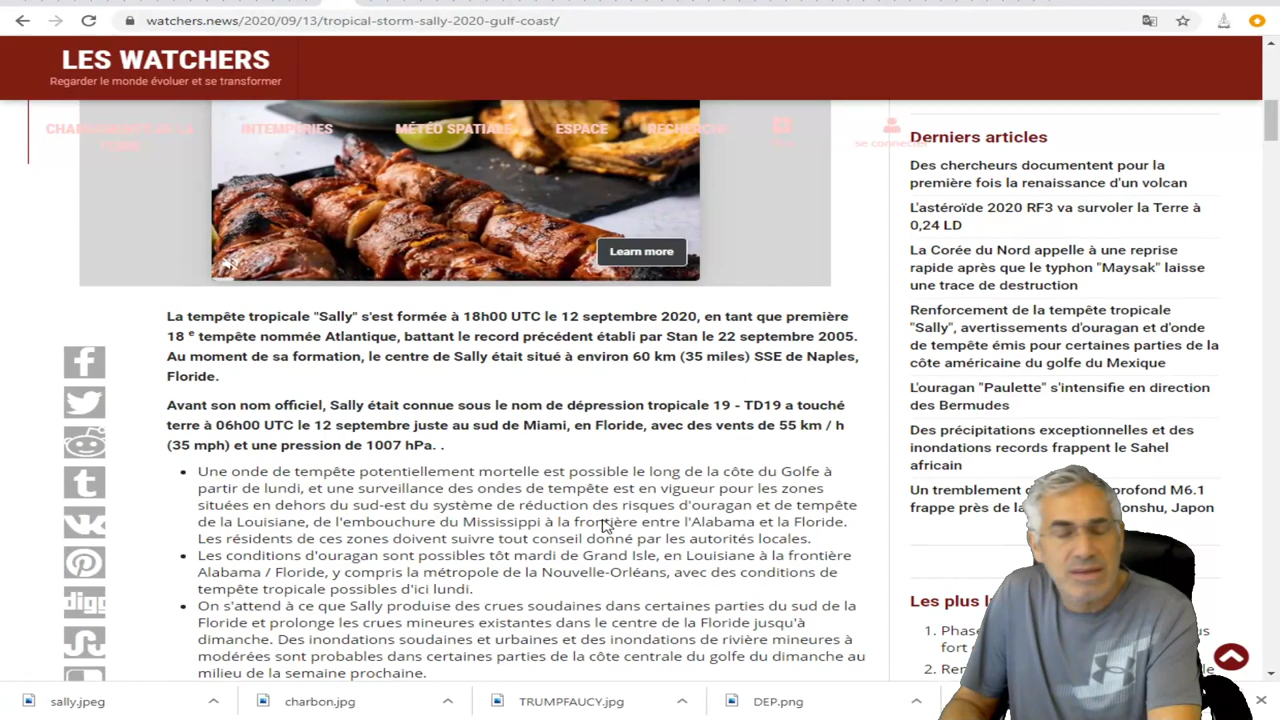 watchers.news/2020/09/13/tropical-storm-sally-2020-gulf-coast/
LES WATCHERS
Regarder le monde évoluer et se transformer
INTEMPÉRIES
MÉTÉO SPATIALE
ESPACE
RECHERCHE
se connecter
Learn more
La tempête tropicale "Sally" s'est formée à 18h00 UTC le 12 septembre 2020, en tant que première
18 e tempête nommée Atlantique, battant le record précédent établi par Stan le 22 septembre 2005.
Au moment de sa formation, le centre de Sally était situé à environ 60 km (35 miles) SSE de Naples,
Floride.
Avant son nom officiel, Sally était connue sous le nom de dépression tropicale 19 - TD19 a touché
terre à 06h00 UTC le 12 septembre juste au sud de Miami, en Floride, avec des vents de 55 km / h
(35 mph) et une pression de 1007 hPa. .
Une onde de tempête potentiellement mortelle est possible le long de la côte du Golfe à
partir de lundi, et une surveillance des ondes de tempête est en vigueur pour les zones
situées en dehors du sud-est du système de réduction des risques d'ouragan et de tempête
de la Louisiane, de l'embouchure du Mississippi à la frontière entre l'Alabama et la Floride.
Les résidents de ces zones doivent suivre tout conseil donné par les autorités locales.
Les conditions d'ouragan sont possibles tôt mardi de Grand Isle, en Louisiane à la frontière
Alabama / Floride, y compris la métropole de la Nouvelle-Orléans, avec des conditions de
tempête tropicale possibles d'ici lundi.
On s'attend à ce que Sally produise des crues soudaines dans certaines parties du sud de la
Floride et prolonge les crues mineures existantes dans le centre de la Floride jusqu'à
dimanche. Des inondations soudaines et urbaines et des inondations de rivière mineures à
modérées sont probables dans certaines parties de la côte centrale du golfe du dimanche au
milieu de la semaine prochaine.
Derniers articles
Des chercheurs documentent pour la
première fois la renaissance d'un volcan
L'astéroïde 2020 RF3 va survoler la Terre à
0,24 LD
La Corée du Nord appelle à une reprise
rapide après que le typhon "Maysak" laisse
une trace de destruction
Renforcement de la tempête tropicale
"Sally", avertissements d'ouragan et d'onde
de tempête émis pour certaines parties de la
côte américaine du golfe du Mexique
L'ouragan "Paulette" s'intensifie en direction
des Bermudes
Des précipitations exceptionnelles et des
inondations records frappent le Sahel
africain
Un tremblement M6.1
frappe près de la Japon
Les plus
1. Phase
fort
2.
digg
sally.jpeg
charbon.jpg
TRUMPFAUCY.jpg
DEP.png